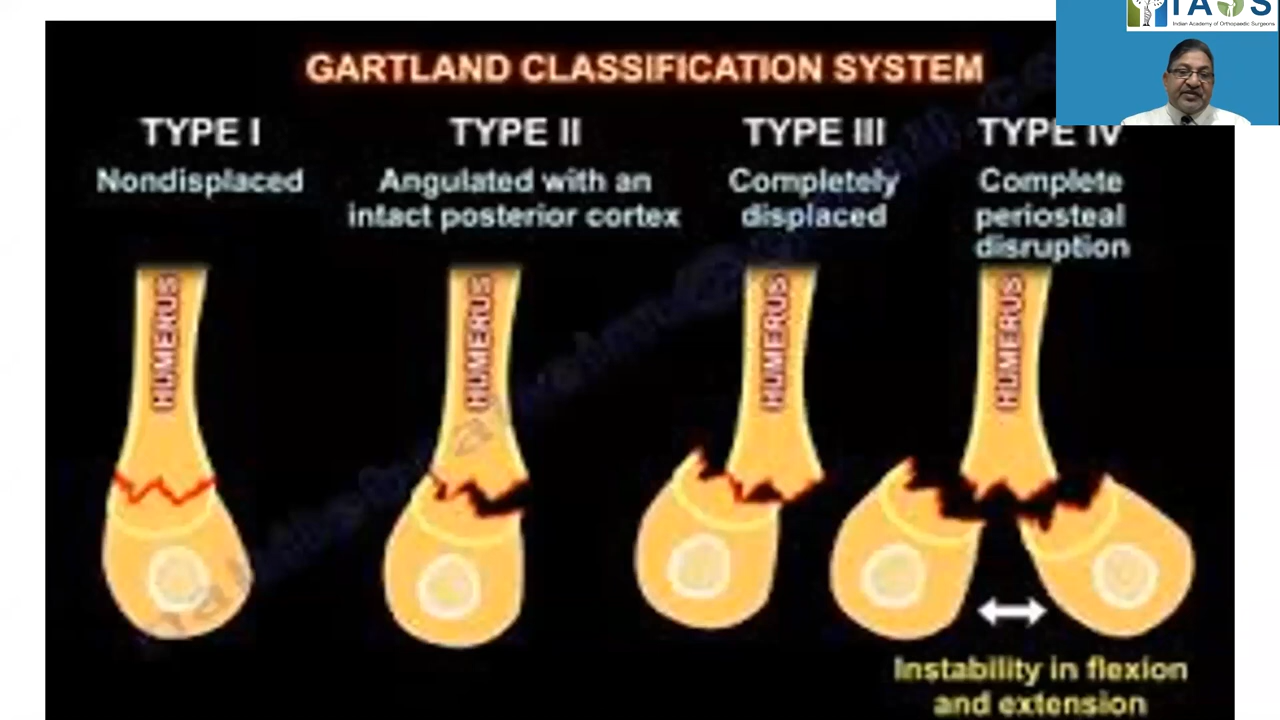 IAOS
Indian Academy of Orthopaedic Surgeons
GARTLAND CLASSIFICATION SYSTEM
TYPE I
Nondisplaced
TYPE II
Angulated with an
intact posterior cortex
TYPE III
Completely
displaced
TYPE IV
Complete
periosteal
disruption
HUMERUS
HUMERUS
HUMERUS
HUMERUS
Instability in flexion
and extension